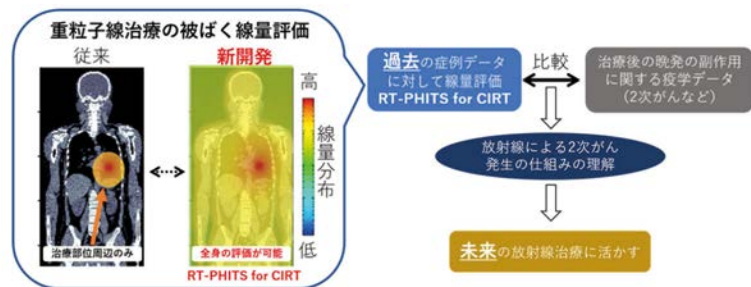 重粒子線治療の被ばく線量評価
従来
新開発
高
線量分布
低
治療部位周辺のみ
全身の評価が可能
RT-PHITS for CIRT
過去の症例データ
に対して線量評価
RT-PHITS for CIRT
比較
治療後の晩発の副作用
に関する疫学データ
(2次がんなど)
放射線による2次がん
発生の仕組みの理解
未来の放射線治療に活かす